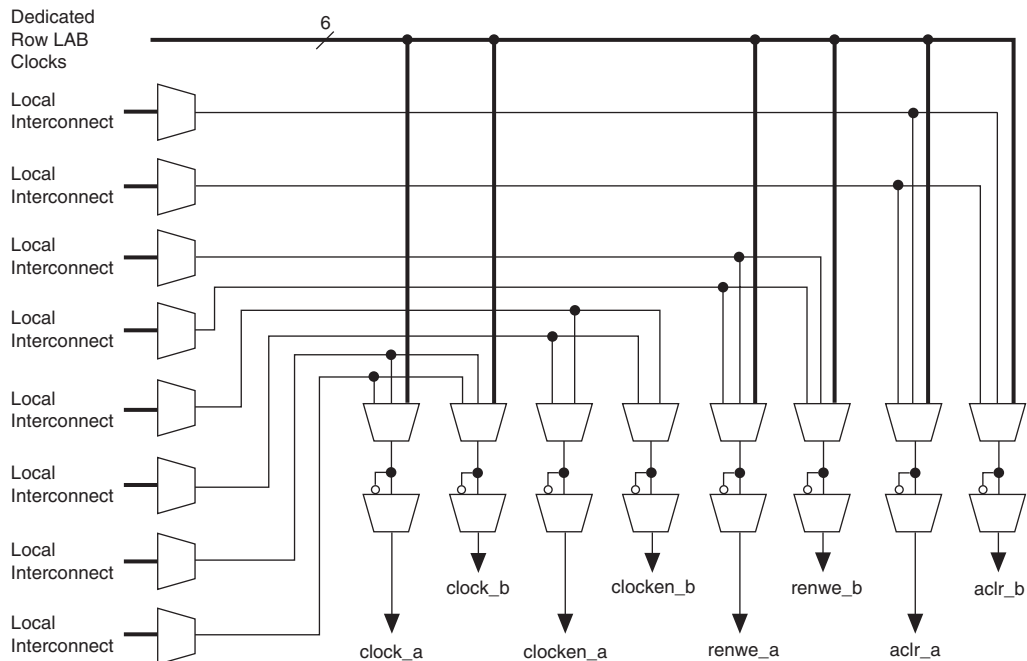 Dedicated
Row LAB
Clocks
6
Local
Interconnect
Local
Interconnect
Local
Interconnect
Local
Interconnect
Local
Interconnect
Local
Interconnect
Local
Interconnect
Local
Interconnect
clock_b
clocken_b
renwe_b
aclr_b
clock_a
clocken_a
renwe_a
aclr_a